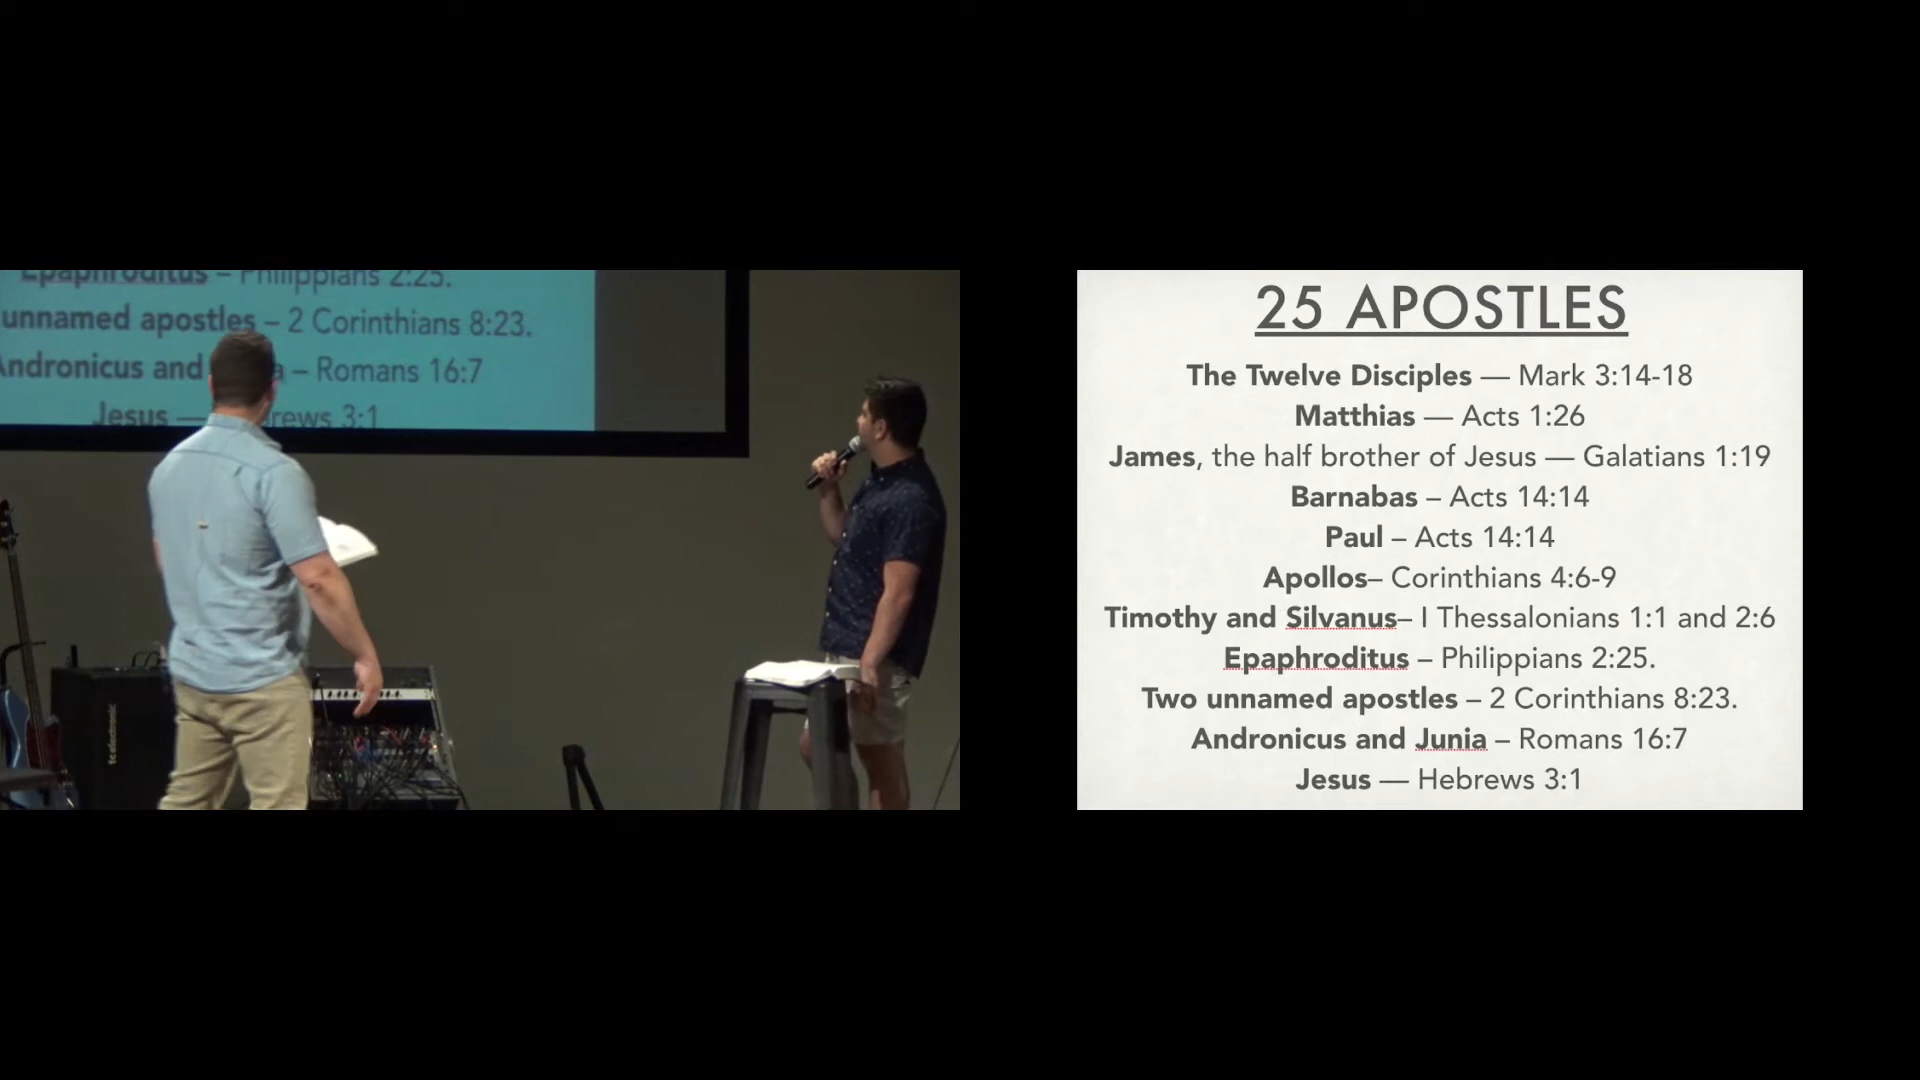 Epaphroditus – Philippians 2:25.
unnamed apostles – 2 Corinthians 8:23.
Andronicus and a – Romans 16:7
Jesus — rews 3:1
tc electronic
25 APOSTLES
The Twelve Disciples — Mark 3:14-18
Matthias — Acts 1:26
James, the half brother of Jesus — Galatians 1:19
Barnabas – Acts 14:14
Paul – Acts 14:14
Apollos– Corinthians 4:6-9
Timothy and Silvanus– I Thessalonians 1:1 and 2:6
Epaphroditus – Philippians 2:25.
Two unnamed apostles – 2 Corinthians 8:23.
Andronicus and Junia – Romans 16:7
Jesus — Hebrews 3:1